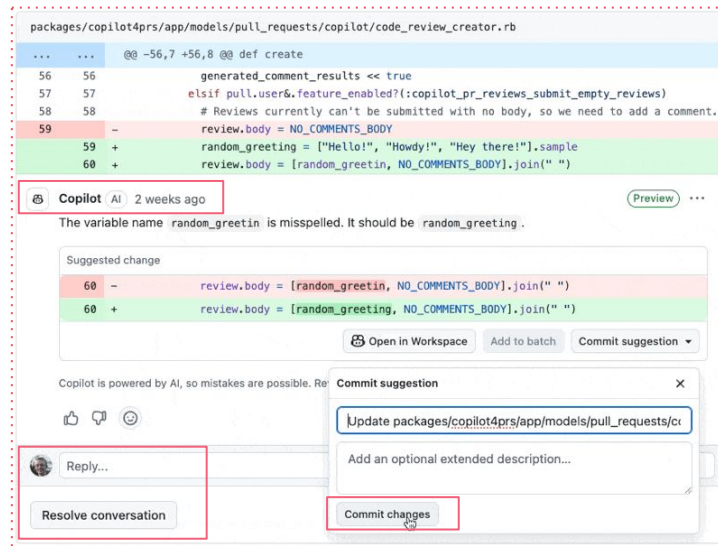 packages/copilot4prs/app/models/pull_requests/copilot/code_review_creator.rb
... ... @@ -56,7 +56,8 @@ def create
56 56 generated_comment_results << true
57 57 elsif pull.user&.feature_enabled?(:copilot_pr_reviews_submit_empty_reviews)
58 58 # Reviews currently can't be submitted with no body, so we need to add a comment.
59 - review.body = NO_COMMENTS_BODY
59 + random_greeting = ["Hello!", "Howdy!", "Hey there!"].sample
60 + review.body = [random_greetin, NO_COMMENTS_BODY].join(" ")
Copilot AI 2 weeks ago Preview ...
The variable name random_greetin is misspelled. It should be random_greeting .
Suggested change
60 - review.body = [random_greetin, NO_COMMENTS_BODY].join(" ")
60 + review.body = [random_greeting, NO_COMMENTS_BODY].join(" ")
Open in Workspace Add to batch Commit suggestion
Copilot is powered by AI, so mistakes are possible. Re
Commit suggestion
Update packages/copilot4prs/app/models/pull_requests/cc
Add an optional extended description...
Reply...
Resolve conversation
Commit changes